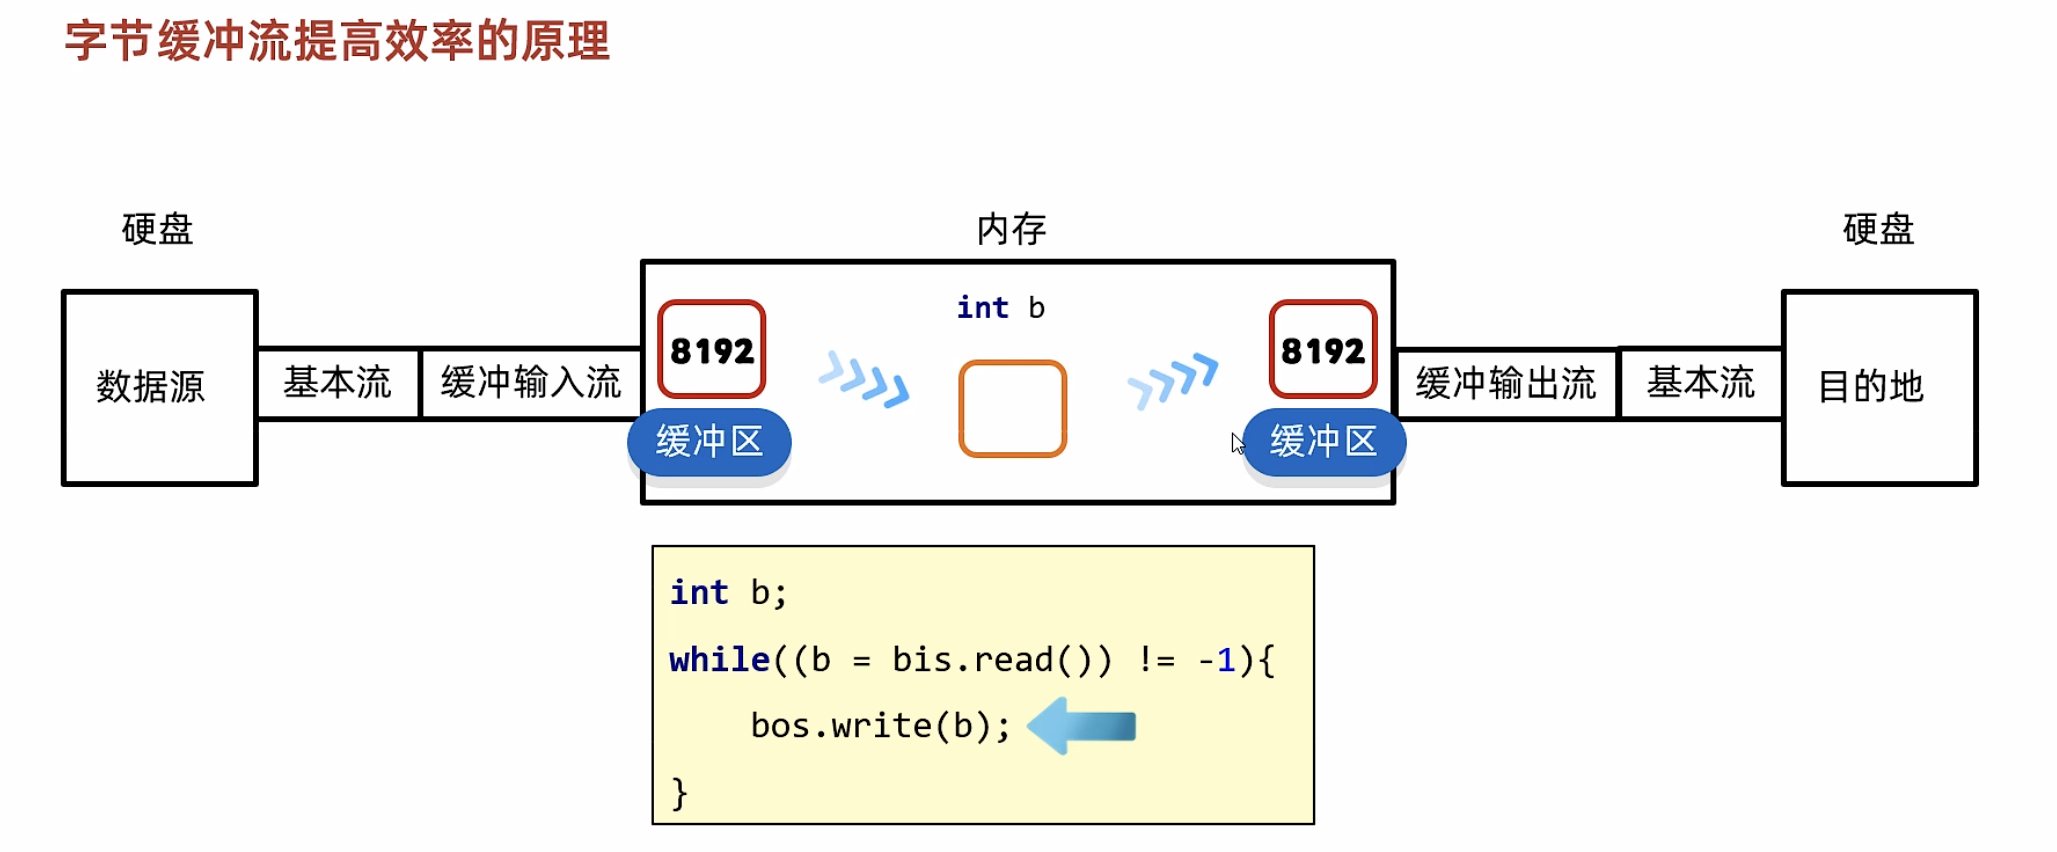 字节缓冲流提高效率的原理
硬盘
内存
硬盘
int b
8192
8192
数据源
基本流
缓冲输入流
缓冲输出流
基本流
目的地
缓冲区
缓冲区
int b;
while((b = bis.read()) != -1){
bos.write(b);
}